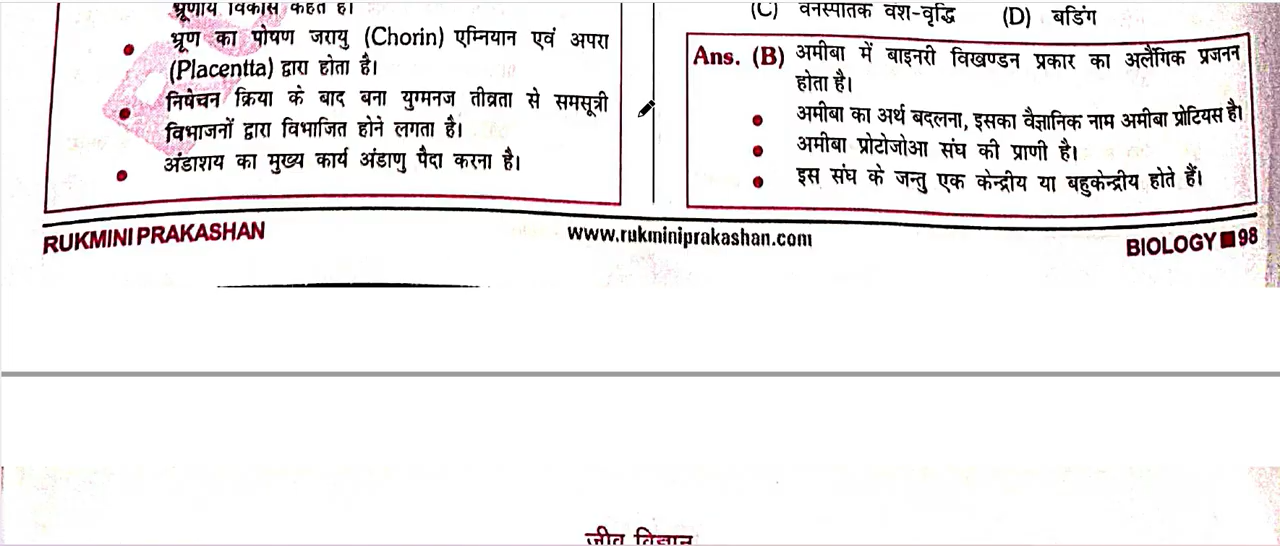 भ्रूणीय विकास कहते हैं।
भ्रूण का पोषण जरायु (Chorin) एम्नियान एवं अपरा
(Placentta) द्वारा होता है।
निषेचन क्रिया के बाद बना युग्मनज तीव्रता से समसूत्री
विभाजनों द्वारा विभाजित होने लगता है।
अंडाशय का मुख्य कार्य अंडाणु पैदा करना है।
(C) वनस्पतिक वंश-वृद्धि (D) बडिंग
Ans. (B) अमीबा में बाइनरी विखण्डन प्रकार का अलैंगिक प्रजनन
होता है।
अमीबा का अर्थ बदलना, इसका वैज्ञानिक नाम अमीबा प्रोटियस है।
अमीबा प्रोटोजोआ संघ की प्राणी है।
इस संघ के जन्तु एक केन्द्रीय या बहुकेन्द्रीय होते हैं।
RUKMINI PRAKASHAN www.rukminiprakashan.com BIOLOGY 98
जीव विज्ञान